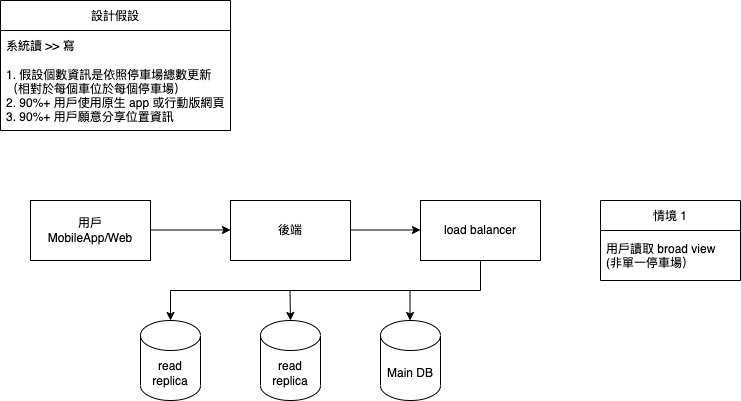 設計假設
系統讀 >> 寫
1. 假設個數資訊是依照停車場總數更新
（相對於每個車位於每個停車場）
2. 90%+ 用戶使用原生 app 或行動版網頁
3. 90%+ 用戶願意分享位置資訊
用戶
MobileApp/Web
後端
load balancer
情境 1
用戶讀取 broad view
(非單一停車場）
read
replica
read
replica
Main DB